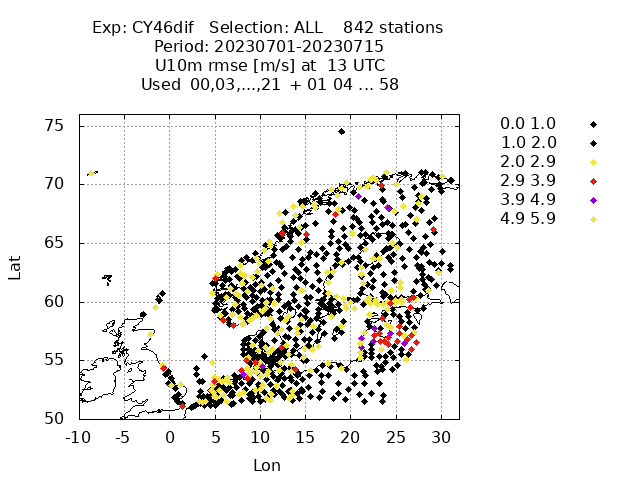 Exp: CY46dif   Selection: ALL    842 stations
Period: 20230701-20230715
U10m rmse [m/s] at  13 UTC
Used  00,03,...,21  + 01 04 ... 58
0.0 1.0
1.0 2.0
2.0 2.9
2.9 3.9
3.9 4.9
4.9 5.9
75
70
65
60
55
50
Lat
-10 -5 0 5 10 15 20 25 30
Lon